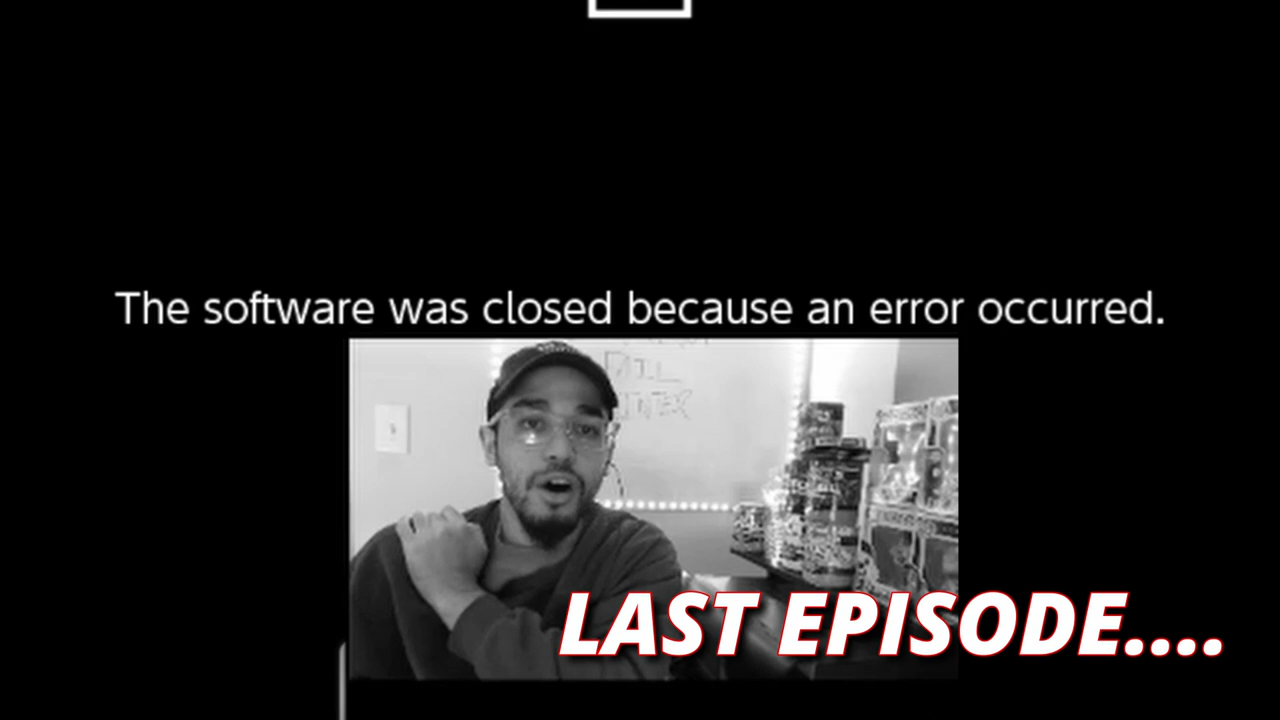 The software was closed because an error occurred.
LAST EPISODE....